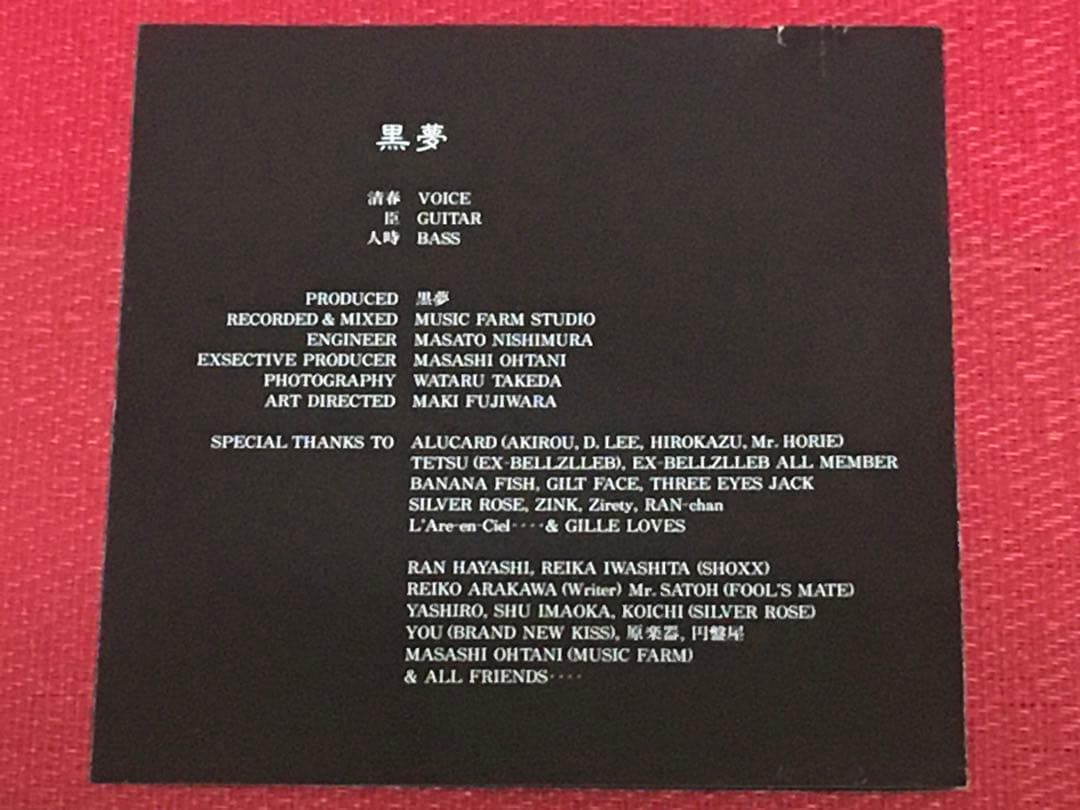 黒夢
清春 VOICE
臣 GUITAR
人時 BASS
PRODUCED 黒夢
RECORDED & MIXED MUSIC FARM STUDIO
ENGINEER MASATO NISHIMURA
EXSECTIVE PRODUCER MASASHI OHTANI
PHOTOGRAPHY WATARU TAKEDA
ART DIRECTED MAKI FUJIWARA
SPECIAL THANKS TO ALUCARD (AKIROU, D. LEE, HIROKAZU, Mr. HORIE)
TETSU (EX-BELLZLLEB), EX-BELLZLLEB ALL MEMBER
BANANA FISH, GILT FACE, THREE EYES JACK
SILVER ROSE, ZINK, Zirety, RAN-chan
L'Are-en-Ciel････& GILLE LOVES
RAN HAYASHI, REIKA IWASHITA (SHOXX)
REIKO ARAKAWA (Writer) Mr. SATOH (FOOL'S MATE)
YASHIRO, SHU IMAOKA, KOICHI (SILVER ROSE)
YOU (BRAND NEW KISS), 原楽器, 円盤屋
MASASHI OHTANI (MUSIC FARM)
& ALL FRIENDS････